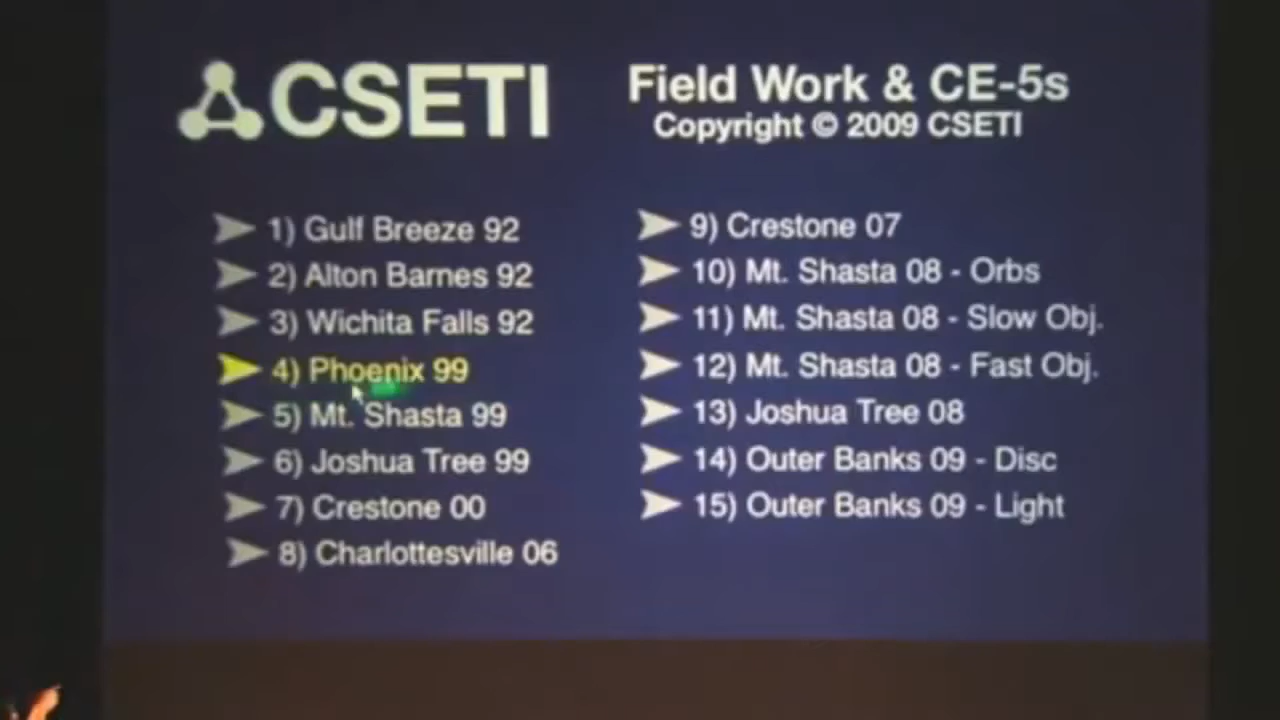 CSETI
Field Work & CE-5s
Copyright © 2009 CSETI
1) Gulf Breeze 92
2) Alton Barnes 92
3) Wichita Falls 92
4) Phoenix 99
5) Mt. Shasta 99
6) Joshua Tree 99
7) Crestone 00
8) Charlottesville 06
9) Crestone 07
10) Mt. Shasta 08 - Orbs
11) Mt. Shasta 08 - Slow Obj.
12) Mt. Shasta 08 - Fast Obj.
13) Joshua Tree 08
14) Outer Banks 09 - Disc
15) Outer Banks 09 - Light